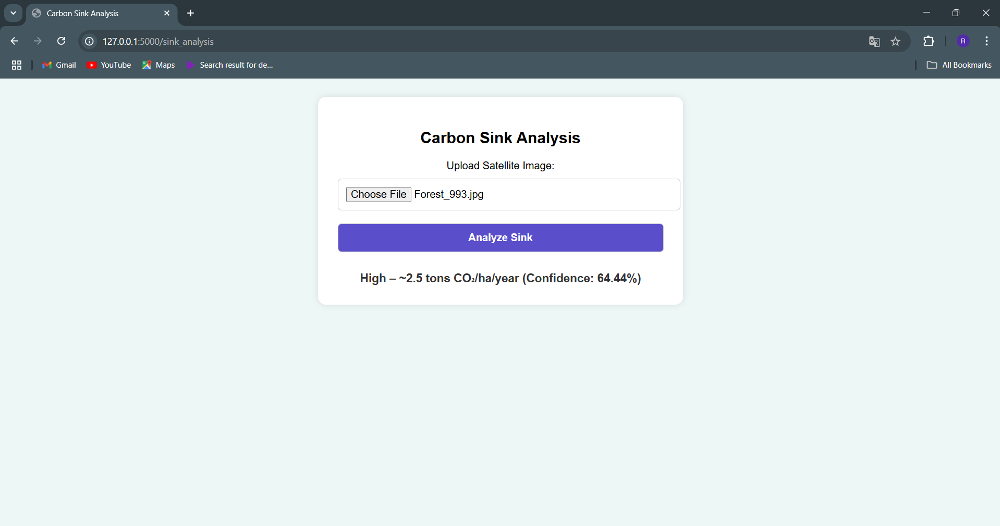 Carbon Sink Analysis
127.0.0.1:5000/sink_analysis
R
Gmail YouTube Maps Search result for de... All Bookmarks
Carbon Sink Analysis
Upload Satellite Image:
Choose File Forest_993.jpg
Analyze Sink
High – ~2.5 tons CO₂/ha/year (Confidence: 64.44%)